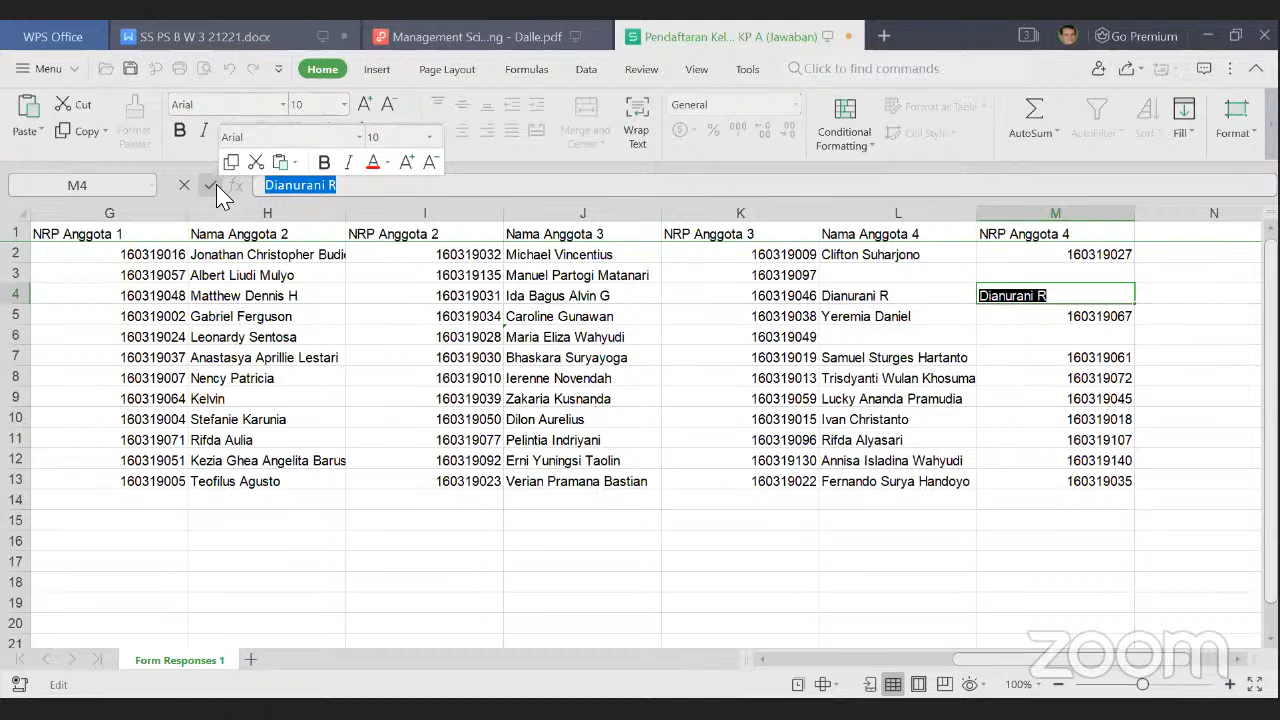 WPS Office SS PS B W 3 21221.docx Management Sci...ng - Dalle.pdf Pendaftaran Kel... KP A (Jawaban) 3 Go Premium
Menu Home Insert Page Layout Formulas Data Review View Tools Click to find commands
Cut Arial 10 A+ A- General Format as Table
Paste Copy Format Painter B I Merge and Center Wrap Text % 000 Conditional Formatting Cell Style AutoSum AutoFilter Sort Fill Format
Arial 10
B I A A+ A-
M4 fx Dianurani R
G H I J K L M N
1 NRP Anggota 1 Nama Anggota 2 NRP Anggota 2 Nama Anggota 3 NRP Anggota 3 Nama Anggota 4 NRP Anggota 4
2 160319016 Jonathan Christopher Budi 160319032 Michael Vincentius 160319009 Clifton Suharjono 160319027
3 160319057 Albert Liudi Mulyo 160319135 Manuel Partogi Matanari 160319097
4 160319048 Matthew Dennis H 160319031 Ida Bagus Alvin G 160319046 Dianurani R Dianurani R
5 160319002 Gabriel Ferguson 160319034 Caroline Gunawan 160319038 Yeremia Daniel 160319067
6 160319024 Leonardy Sentosa 160319028 Maria Eliza Wahyudi 160319049
7 160319037 Anastasya Aprillie Lestari 160319030 Bhaskara Suryayoga 160319019 Samuel Sturges Hartanto 160319061
8 160319007 Nency Patricia 160319010 Ierenne Novendah 160319013 Trisdyanti Wulan Khosuma 160319072
9 160319064 Kelvin 160319039 Zakaria Kusnanda 160319059 Lucky Ananda Pramudia 160319045
10 160319004 Stefanie Karunia 160319050 Dilon Aurelius 160319015 Ivan Christanto 160319018
11 160319071 Rifda Aulia 160319077 Pelintia Indriyani 160319096 Rifda Alyasari 160319107
12 160319051 Kezia Ghea Angelita Barus 160319092 Erni Yuningsi Taolin 160319130 Annisa Isladina Wahyudi 160319140
13 160319005 Teofilus Agusto 160319023 Verian Pramana Bastian 160319022 Fernando Surya Handoyo 160319035
14
15
16
17
18
19
20
21
Form Responses 1
zoom
Edit 100%